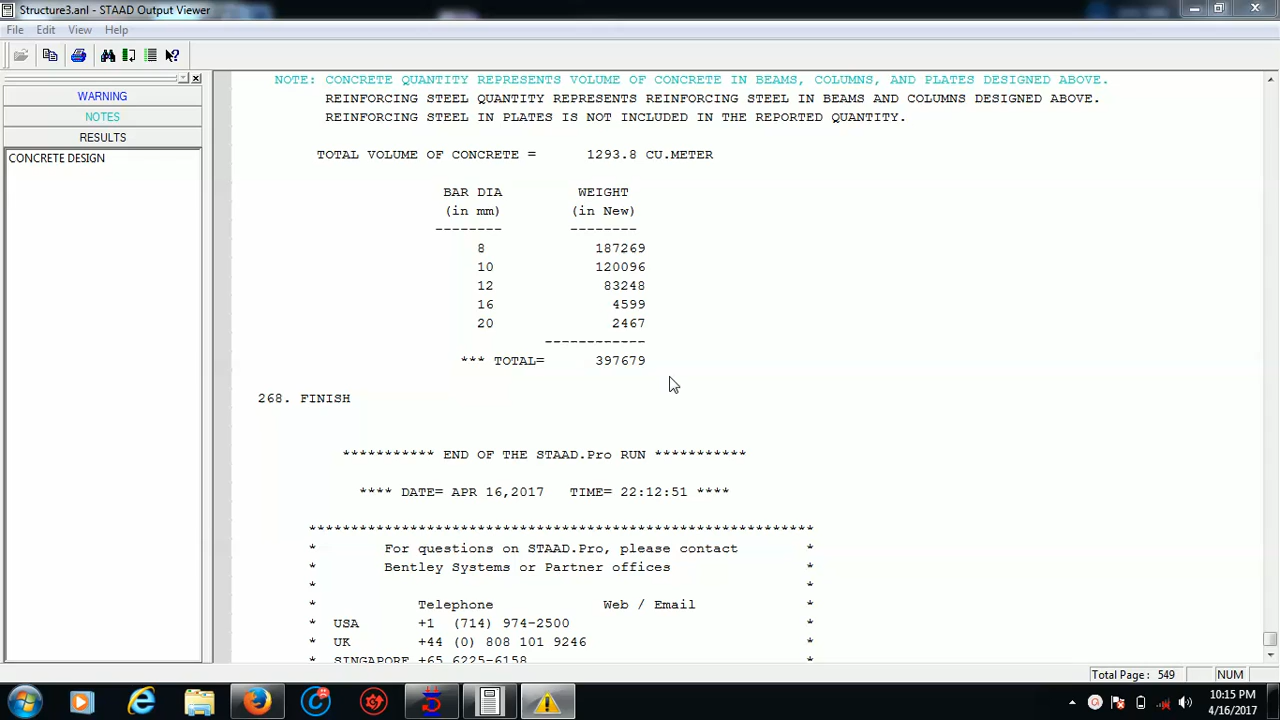 Structure3.anl - STAAD Output Viewer
File Edit View Help
WARNING
NOTES
RESULTS
CONCRETE DESIGN
NOTE: CONCRETE QUANTITY REPRESENTS VOLUME OF CONCRETE IN BEAMS, COLUMNS, AND PLATES DESIGNED ABOVE.
REINFORCING STEEL QUANTITY REPRESENTS REINFORCING STEEL IN BEAMS AND COLUMNS DESIGNED ABOVE.
REINFORCING STEEL IN PLATES IS NOT INCLUDED IN THE REPORTED QUANTITY.
TOTAL VOLUME OF CONCRETE = 1293.8 CU.METER
BAR DIA WEIGHT
(in mm) (in New)
-------- --------
8 187269
10 120096
12 83248
16 4599
20 2467
------------
*** TOTAL= 397679
268. FINISH
*********** END OF THE STAAD.Pro RUN ***********
**** DATE= APR 16,2017 TIME= 22:12:51 ****
************************************************************
* For questions on STAAD.Pro, please contact *
* Bentley Systems or Partner offices *
* *
* Telephone Web / Email *
* USA +1 (714) 974-2500 *
* UK +44 (0) 808 101 9246 *
* SINGAPORE +65 6225-6158 *
Total Page: 549 NUM
10:15 PM
4/16/2017